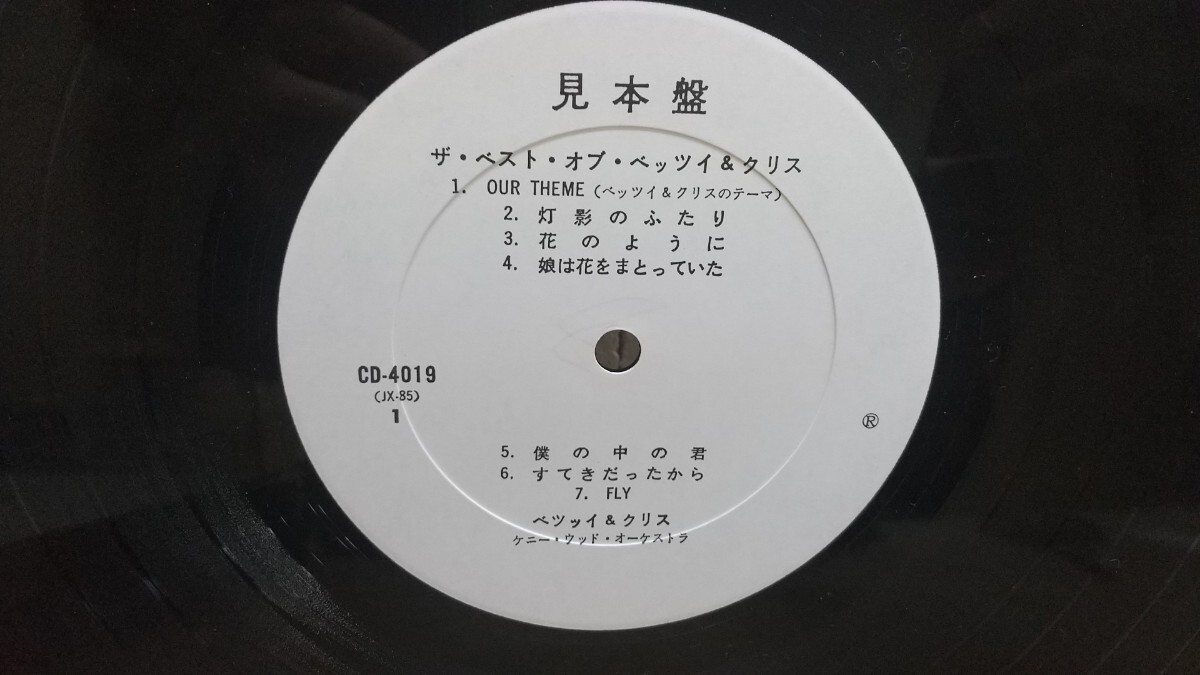 見本盤
ザ・ベスト・オブ・ベッツイ&クリス
1. OUR THEME (ベッツイ&クリスのテーマ)
2. 灯影のふたり
3. 花のように
4. 娘は花をまとっていた
CD-4019
(JX-85)
1
Ⓡ
5. 僕の中の君
6. すてきだったから
7. FLY
ベツッイ&クリス
ケニー・ウッド・オーケストラ